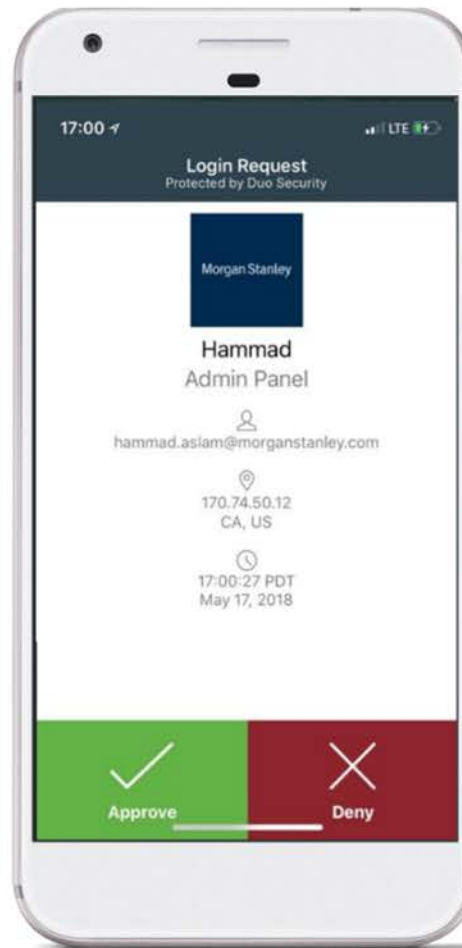 17:00
LTE
Login Request
Protected by Duo Security
Morgan Stanley
Hammad
Admin Panel
hammad.aslam@morganstanley.com
170.74.50.12
CA, US
17:00:27 PDT
May 17, 2018
Approve
Deny